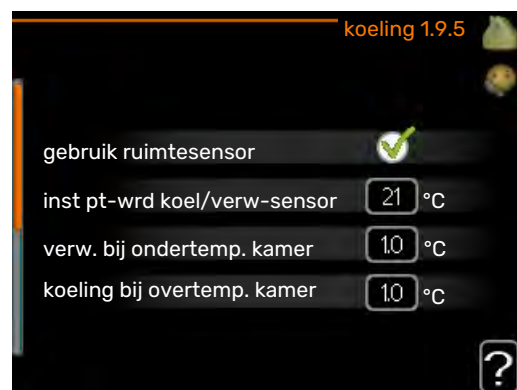 koeling 1.9.5
gebruik ruimtesensor
inst pt-wrd koel/verw-sensor 21 °C
verw. bij ondertemp. kamer 1.0 °C
koeling bij overtemp. kamer 1.0 °C
?